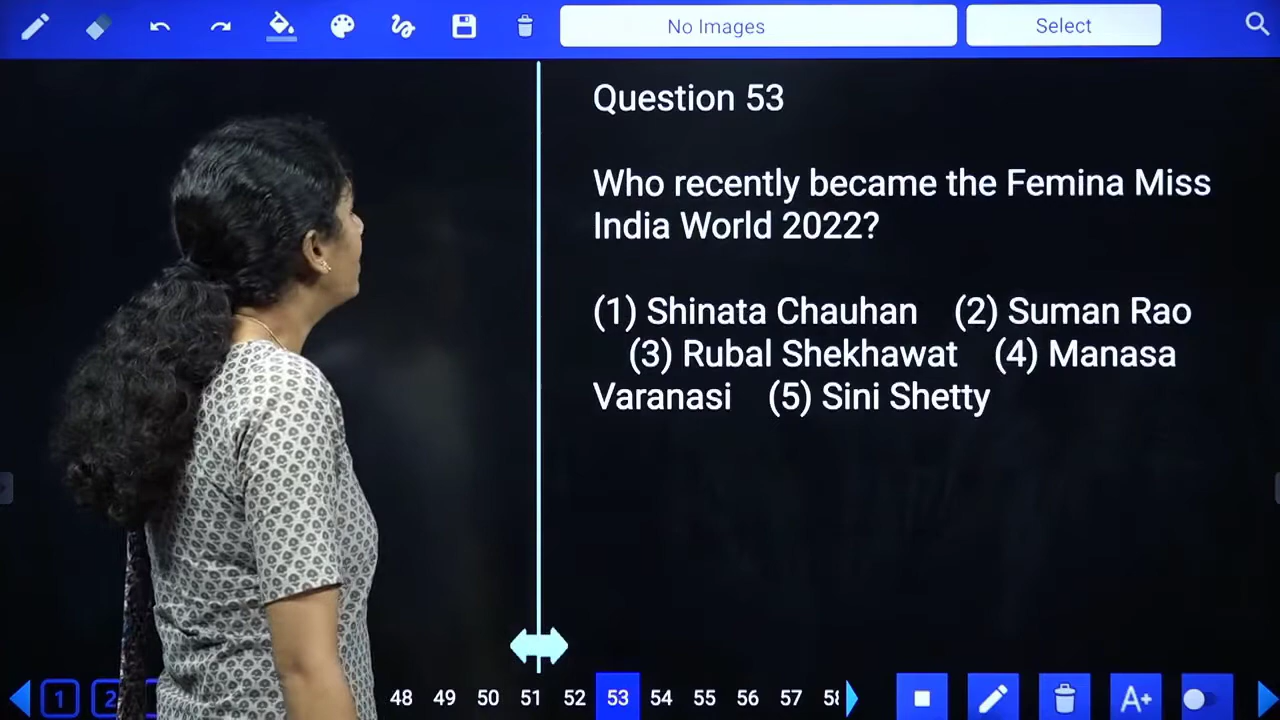 No Images
Select
Question 53
Who recently became the Femina Miss
India World 2022?
(1) Shinata Chauhan (2) Suman Rao
(3) Rubal Shekhawat (4) Manasa
Varanasi (5) Sini Shetty
1 2 48 49 50 51 52 53 54 55 56 57 58 A+